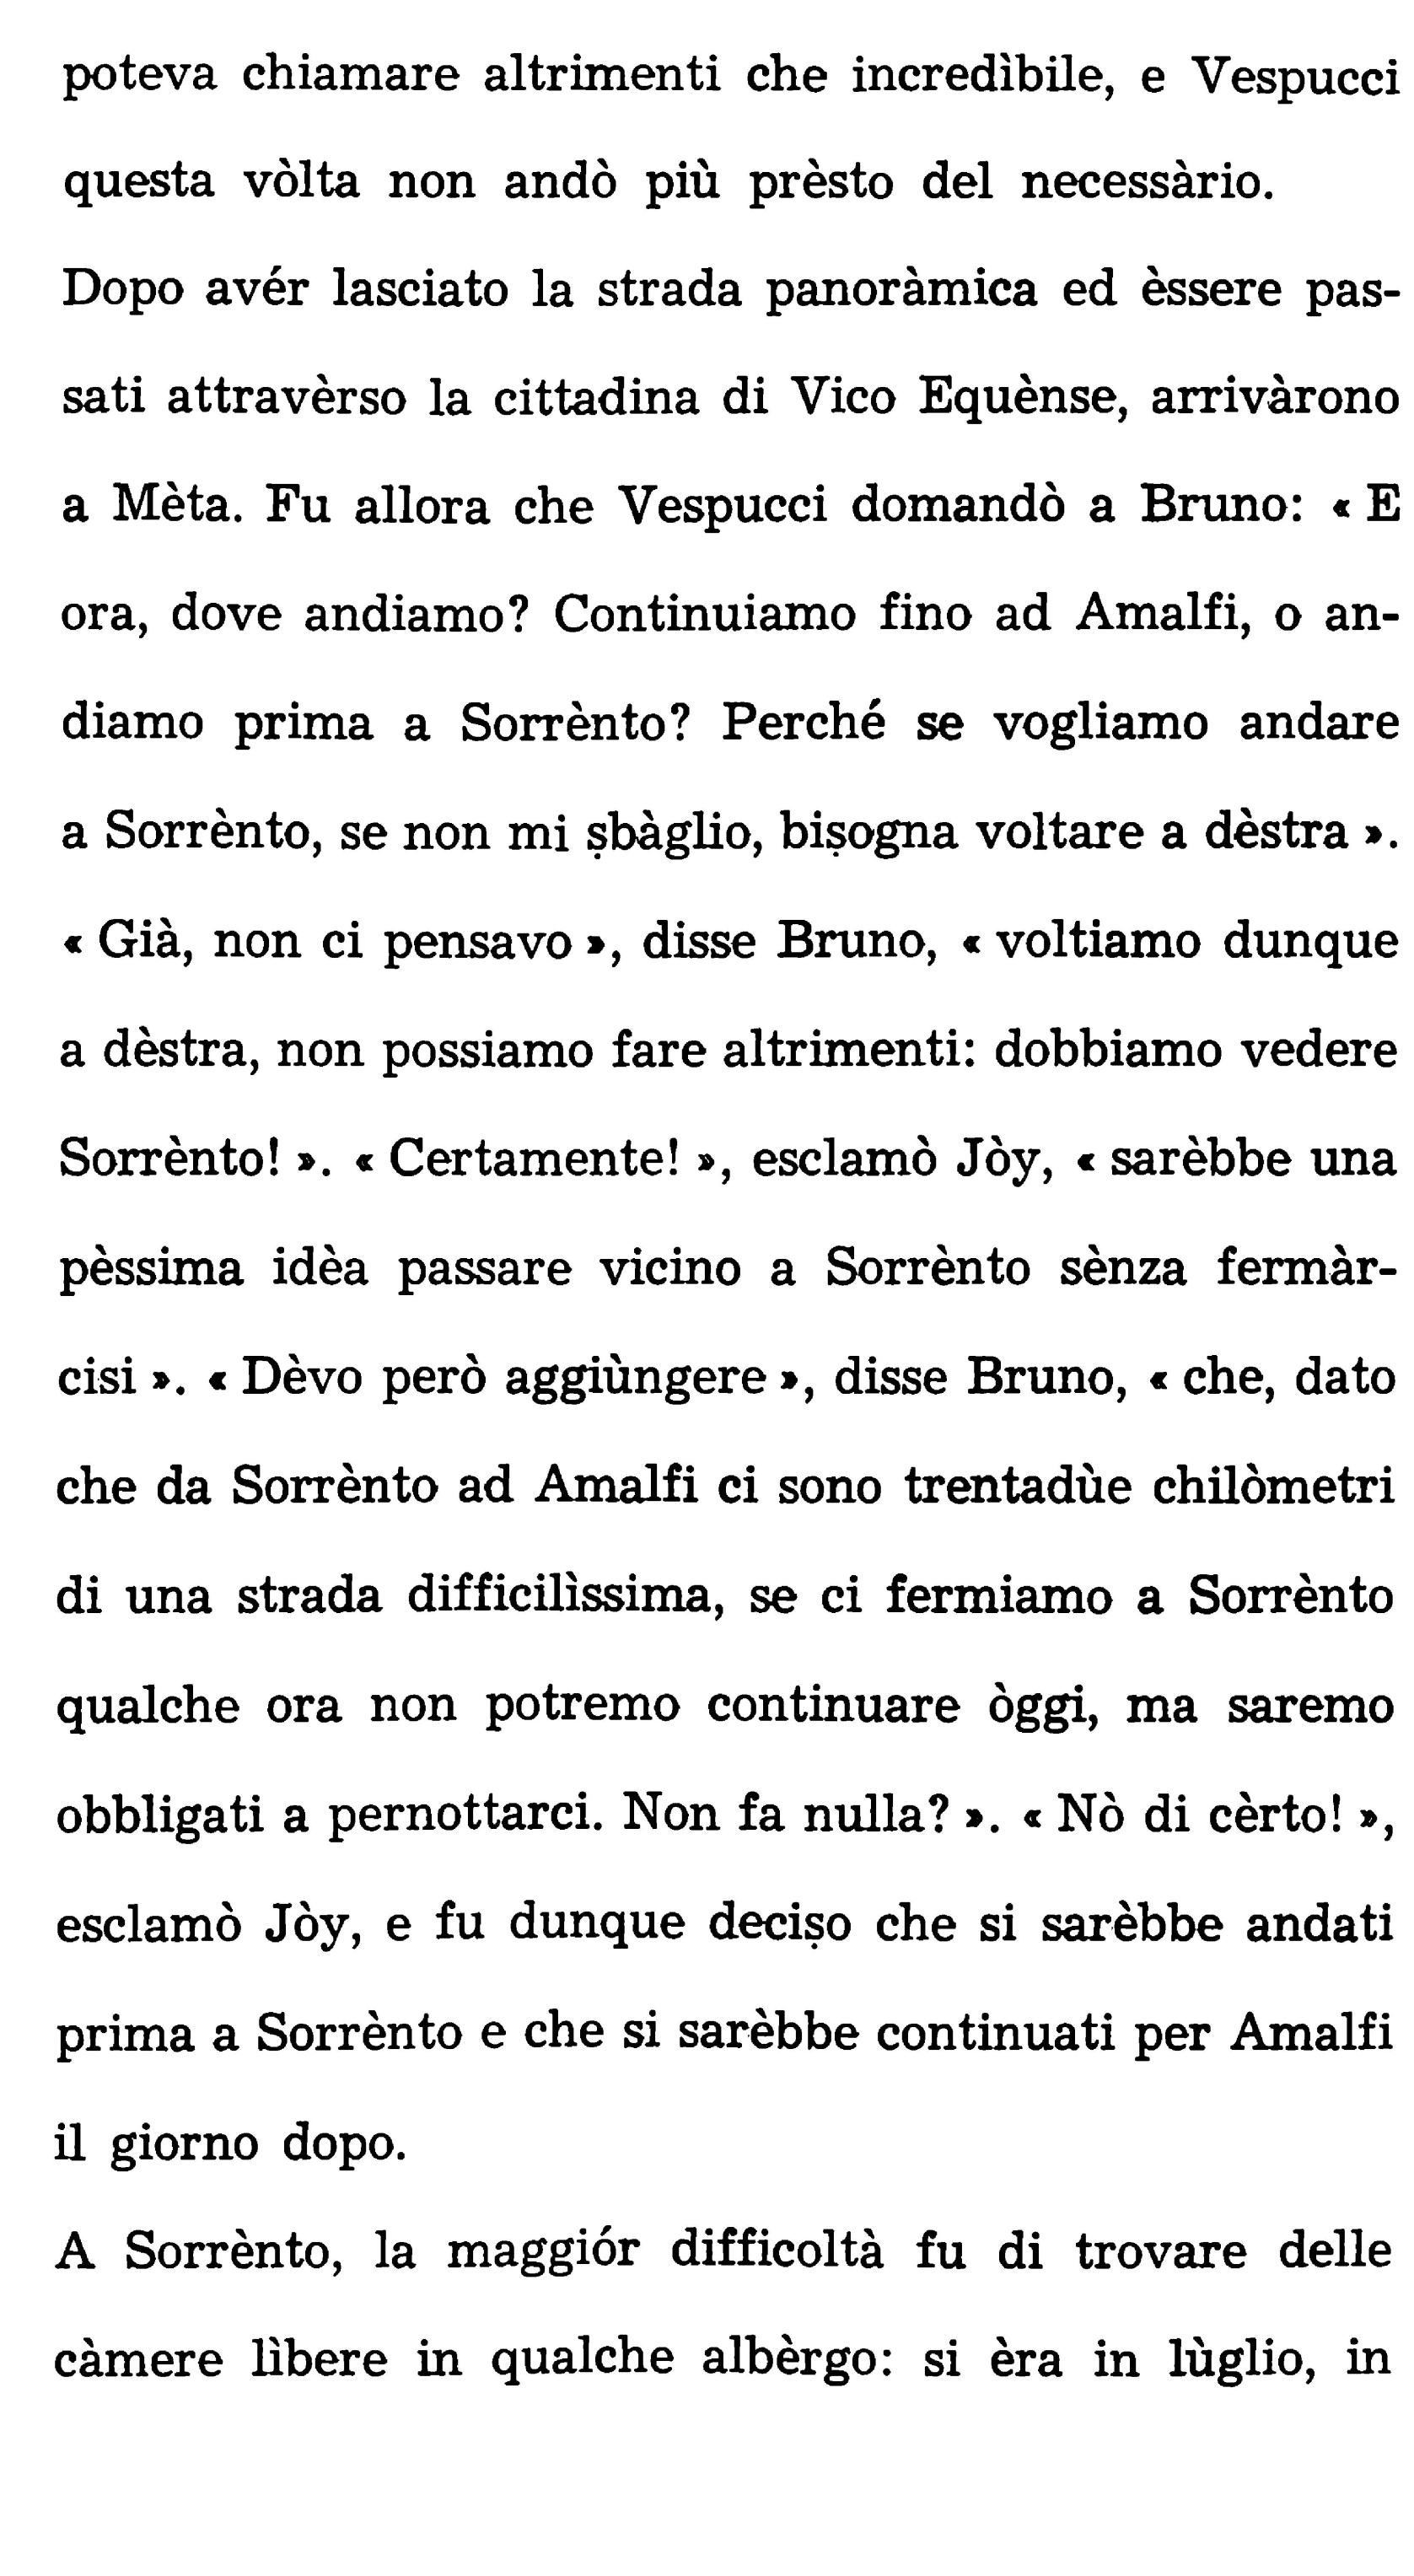 poteva chiamare altrimenti che incredìbile, e Vespucci
questa vòlta non andò più prèsto del necessàrio.
Dopo avér lasciato la strada panoràmica ed èssere pas-
sati attravèrso la cittadina di Vico Equènse, arrivàrono
a Mèta. Fu allora che Vespucci domandò a Bruno: « E
ora, dove andiamo? Continuiamo fino ad Amalfi, o an-
diamo prima a Sorrènto? Perché se vogliamo andare
a Sorrènto, se non mi ṣbàglio, biṣogna voltare a dèstra ».
« Già, non ci pensavo », disse Bruno, « voltiamo dunque
a dèstra, non possiamo fare altrimenti: dobbiamo vedere
Sorrènto! ». « Certamente! », esclamò Jòy, « sarèbbe una
pèssima idèa passare vicino a Sorrènto sènza fermàr-
cisi ». « Dèvo però aggiùngere », disse Bruno, « che, dato
che da Sorrènto ad Amalfi ci sono trentadùe chilòmetri
di una strada difficilìssima, se ci fermiamo a Sorrènto
qualche ora non potremo continuare òggi, ma saremo
obbligati a pernottarci. Non fa nulla? ». « Nò di cèrto! »,
esclamò Jòy, e fu dunque deciṣo che si sarèbbe andati
prima a Sorrènto e che si sarèbbe continuati per Amalfi
il giorno dopo.
A Sorrènto, la maggiór difficoltà fu di trovare delle
càmere lìbere in qualche albèrgo: si èra in lùglio, in